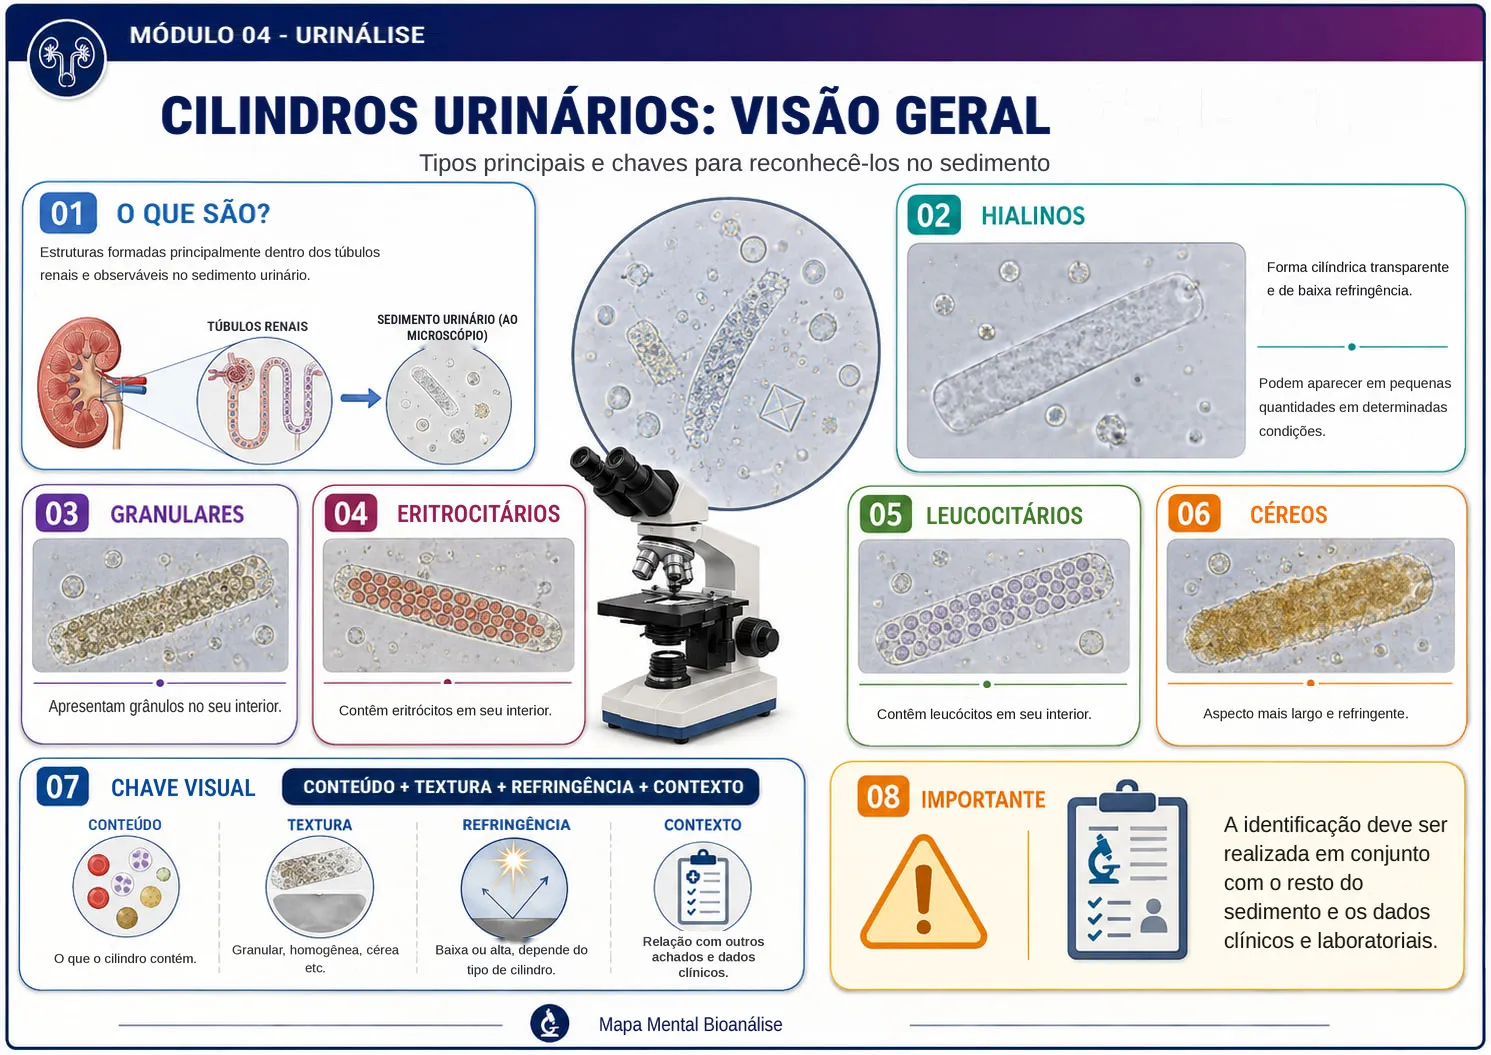 MÓDULO 04 - URINÁLISE
CILINDROS URINÁRIOS: VISÃO GERAL
Tipos principais e chaves para reconhecê-los no sedimento
01 O QUE SÃO?
Estruturas formadas principalmente dentro dos túbulos
renais e observáveis no sedimento urinário.
TÚBULOS RENAIS
SEDIMENTO URINÁRIO (AO
MICROSCÓPIO)
02 HIALINOS
Forma cilíndrica transparente
e de baixa refringência.
Podem aparecer em pequenas
quantidades em determinadas
condições.
03 GRANULARES
Apresentam grânulos no seu interior.
04 ERITROCITÁRIOS
Contêm eritrócitos em seu interior.
05 LEUCOCITÁRIOS
Contêm leucócitos em seu interior.
06 CÉREOS
Aspecto mais largo e refringente.
07 CHAVE VISUAL
CONTEÚDO + TEXTURA + REFRINGÊNCIA + CONTEXTO
CONTEÚDO
O que o cilindro contém.
TEXTURA
Granular, homogênea, cérea
etc.
REFRINGÊNCIA
Baixa ou alta, depende do
tipo de cilindro.
CONTEXTO
Relação com outros
achados e dados
clínicos.
08 IMPORTANTE
A identificação deve ser
realizada em conjunto
com o resto do
sedimento e os dados
clínicos e laboratoriais.
Mapa Mental Bioanálise